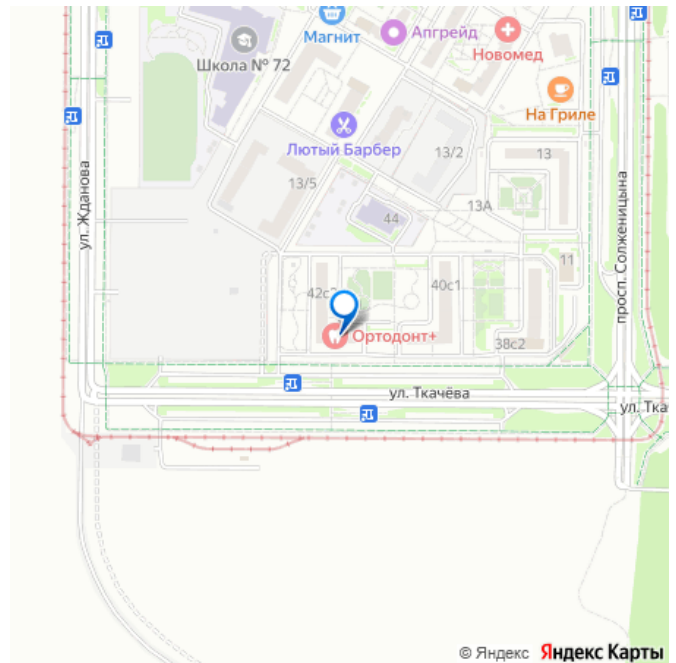 Магнит
Апгрейд
Новомед
Школа № 72
На Гриле
Лютый Барбер
13/2
13
13/5
13А
44
ул. Жданова
просп. Солженицына
11
42с
40с1
Ортодонт+
38с2
ул. Ткачёва
ул. Тка
© Яндекс Яндекс Карты